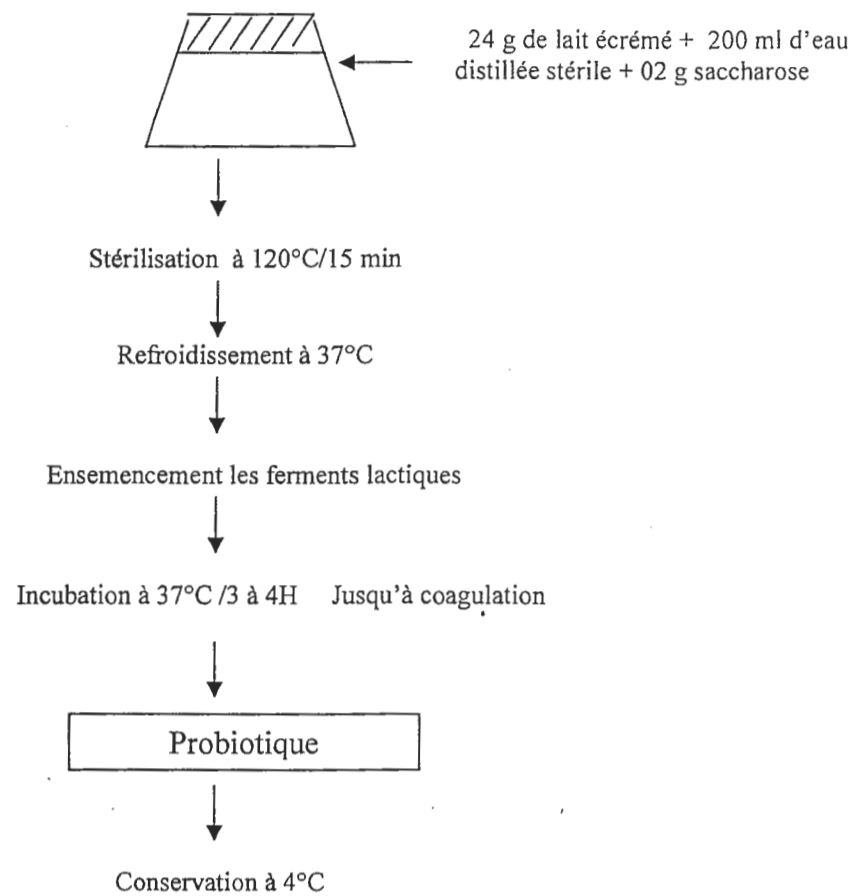 24 g de lait écrémé + 200 ml d'eau
distillée stérile + 02 g saccharose
Stérilisation à 120°C/15 min
Refroidissement à 37°C
Ensemencement les ferments lactiques
Incubation à 37°C /3 à 4H Jusqu'à coagulation
Probiotique
Conservation à 4°C